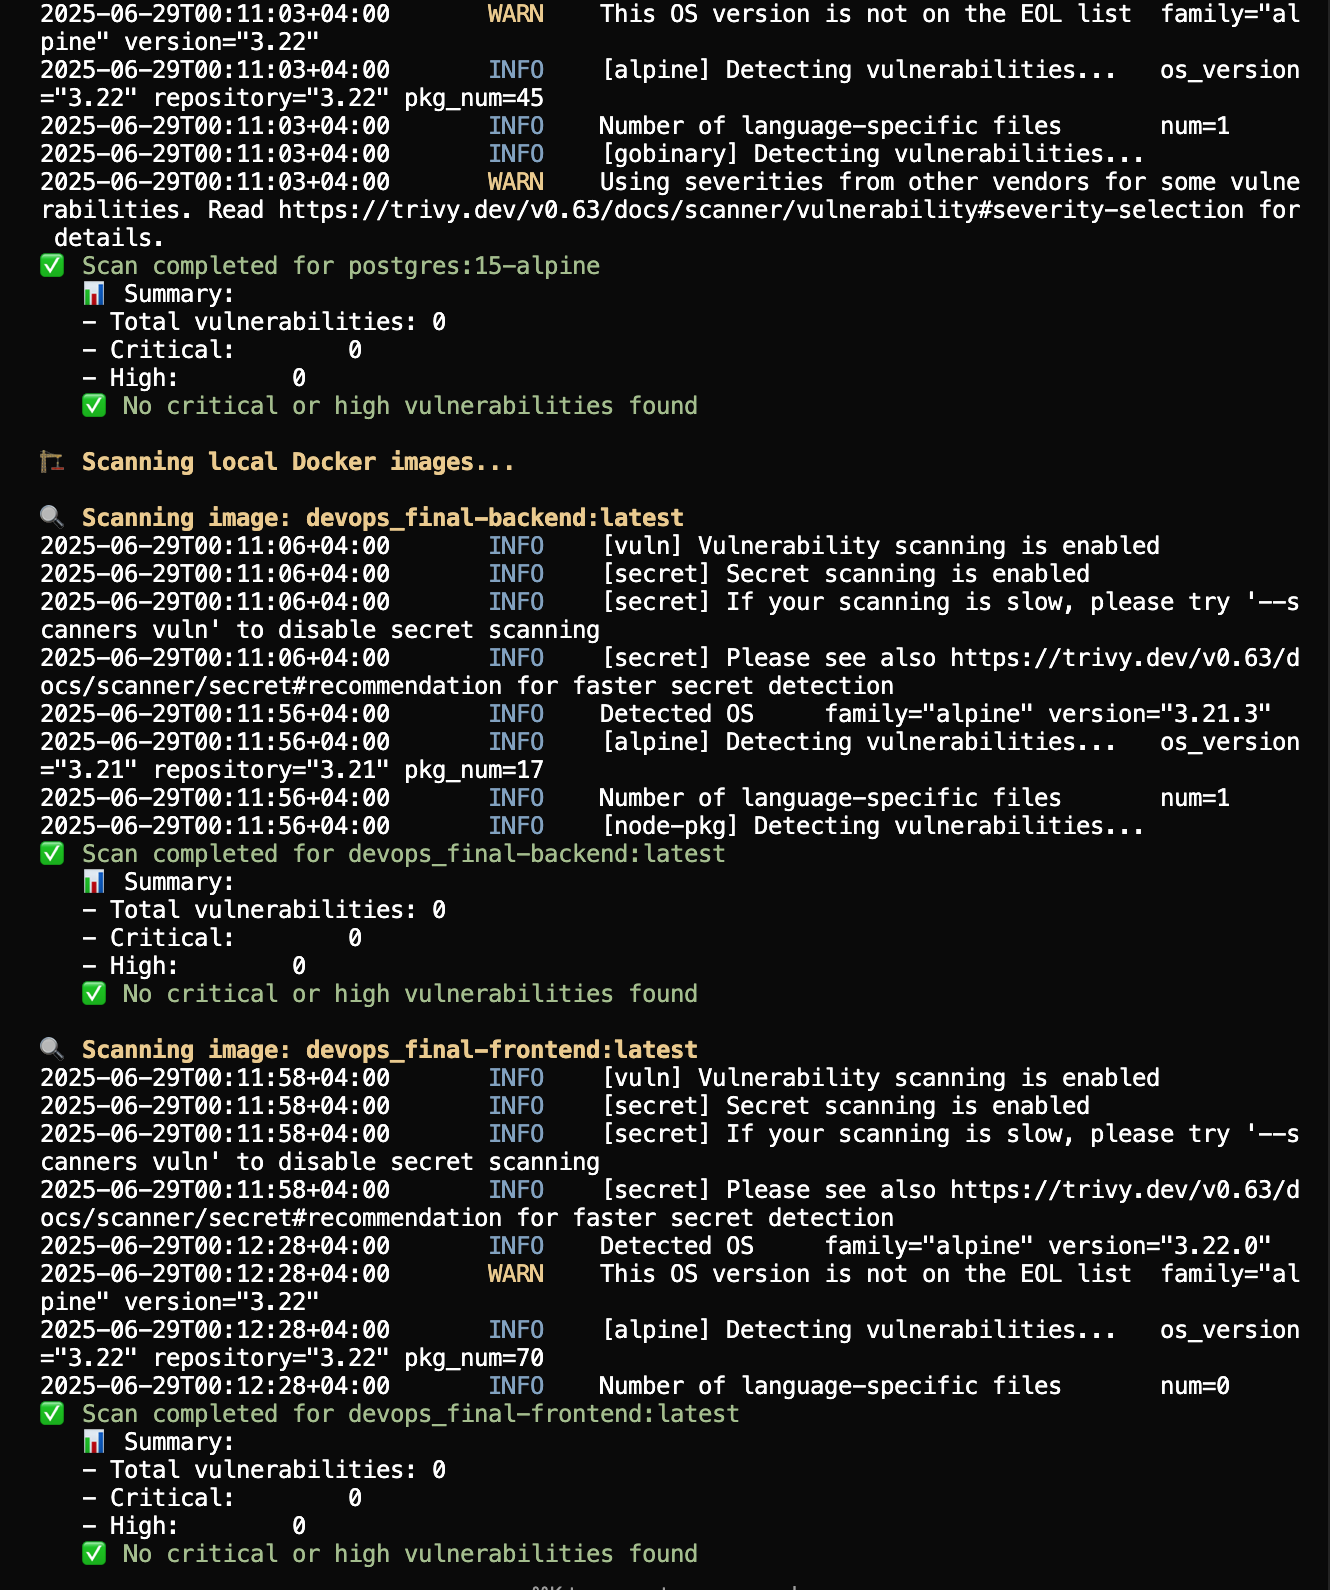 2025-06-29T00:11:03+04:00 WARN This OS version is not on the EOL list family="al
pine" version="3.22"
2025-06-29T00:11:03+04:00 INFO [alpine] Detecting vulnerabilities... os_version
="3.22" repository="3.22" pkg_num=45
2025-06-29T00:11:03+04:00 INFO Number of language-specific files num=1
2025-06-29T00:11:03+04:00 INFO [gobinary] Detecting vulnerabilities...
2025-06-29T00:11:03+04:00 WARN Using severities from other vendors for some vulne
rabilities. Read https://trivy.dev/v0.63/docs/scanner/vulnerability#severity-selection for
details.
✅ Scan completed for postgres:15-alpine
📊 Summary:
- Total vulnerabilities: 0
- Critical: 0
- High: 0
✅ No critical or high vulnerabilities found
🏗️ Scanning local Docker images...
🔍 Scanning image: devops_final-backend:latest
2025-06-29T00:11:06+04:00 INFO [vuln] Vulnerability scanning is enabled
2025-06-29T00:11:06+04:00 INFO [secret] Secret scanning is enabled
2025-06-29T00:11:06+04:00 INFO [secret] If your scanning is slow, please try '--s
canners vuln' to disable secret scanning
2025-06-29T00:11:06+04:00 INFO [secret] Please see also https://trivy.dev/v0.63/d
ocs/scanner/secret#recommendation for faster secret detection
2025-06-29T00:11:56+04:00 INFO Detected OS family="alpine" version="3.21.3"
2025-06-29T00:11:56+04:00 INFO [alpine] Detecting vulnerabilities... os_version
="3.21" repository="3.21" pkg_num=17
2025-06-29T00:11:56+04:00 INFO Number of language-specific files num=1
2025-06-29T00:11:56+04:00 INFO [node-pkg] Detecting vulnerabilities...
✅ Scan completed for devops_final-backend:latest
📊 Summary:
- Total vulnerabilities: 0
- Critical: 0
- High: 0
✅ No critical or high vulnerabilities found
🔍 Scanning image: devops_final-frontend:latest
2025-06-29T00:11:58+04:00 INFO [vuln] Vulnerability scanning is enabled
2025-06-29T00:11:58+04:00 INFO [secret] Secret scanning is enabled
2025-06-29T00:11:58+04:00 INFO [secret] If your scanning is slow, please try '--s
canners vuln' to disable secret scanning
2025-06-29T00:11:58+04:00 INFO [secret] Please see also https://trivy.dev/v0.63/d
ocs/scanner/secret#recommendation for faster secret detection
2025-06-29T00:12:28+04:00 INFO Detected OS family="alpine" version="3.22.0"
2025-06-29T00:12:28+04:00 WARN This OS version is not on the EOL list family="al
pine" version="3.22"
2025-06-29T00:12:28+04:00 INFO [alpine] Detecting vulnerabilities... os_version
="3.22" repository="3.22" pkg_num=70
2025-06-29T00:12:28+04:00 INFO Number of language-specific files num=0
✅ Scan completed for devops_final-frontend:latest
📊 Summary:
- Total vulnerabilities: 0
- Critical: 0
- High: 0
✅ No critical or high vulnerabilities found